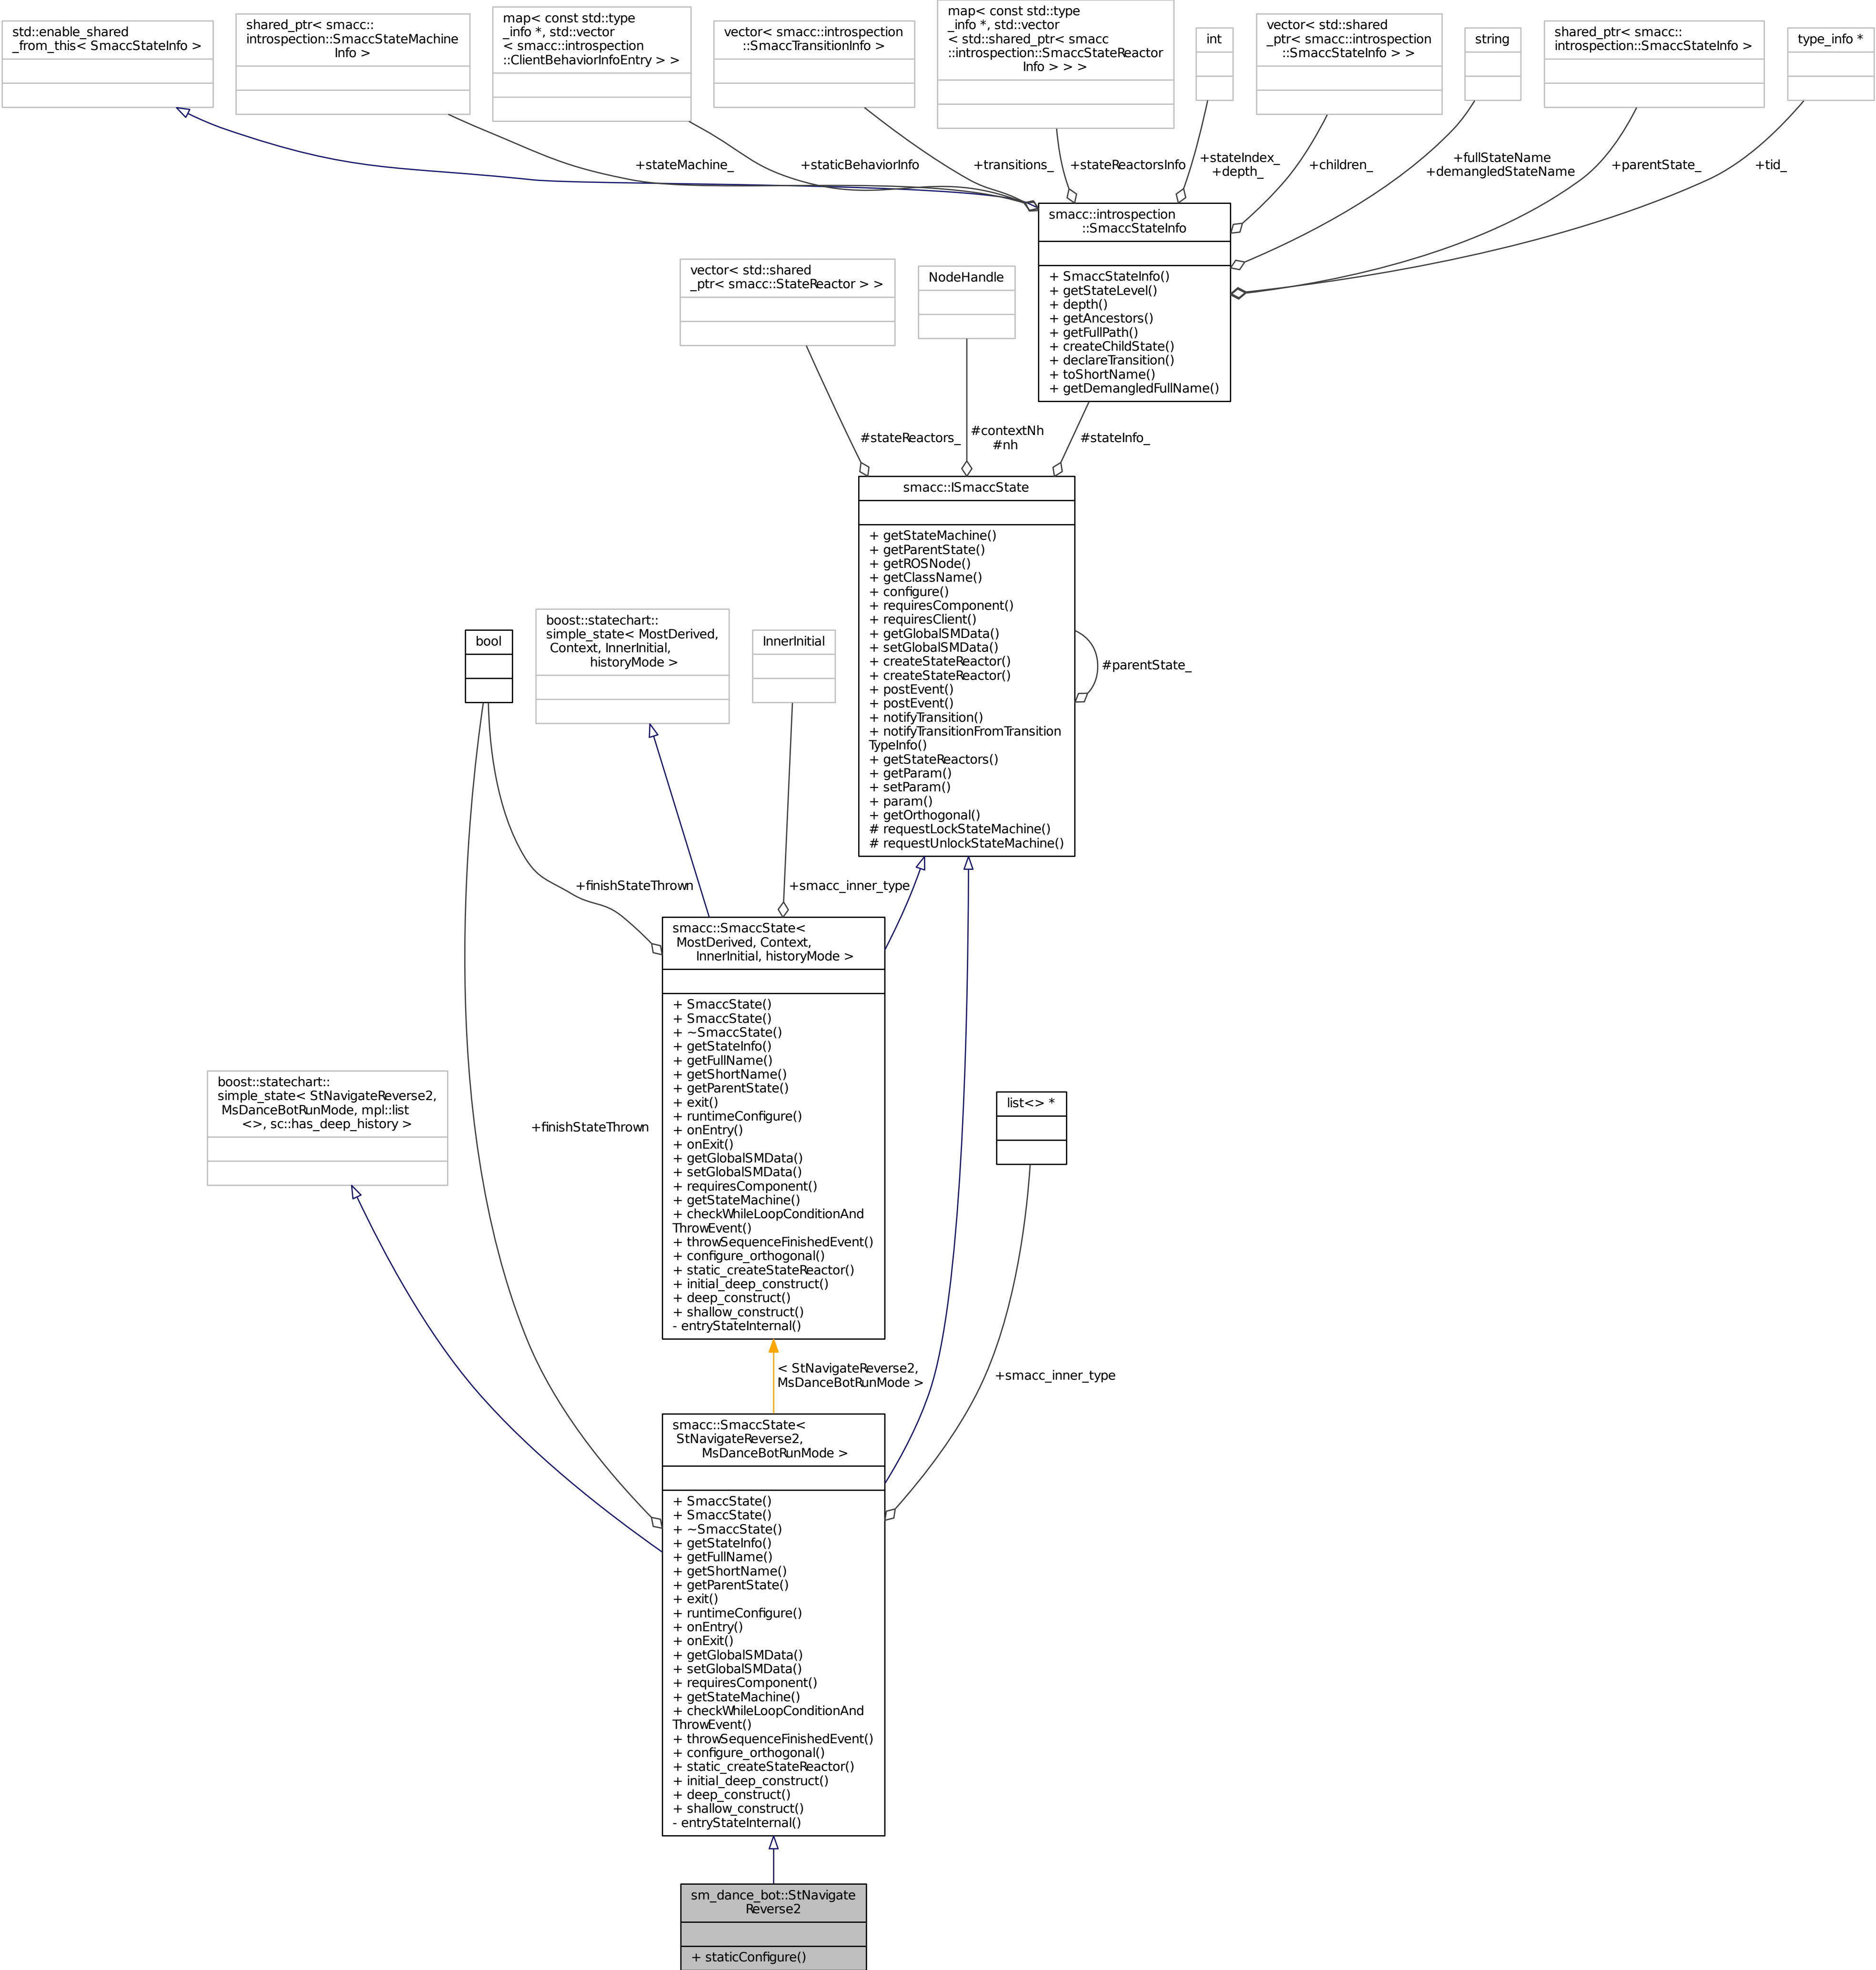 std::enable_shared
_from_this< SmaccStateInfo >
shared_ptr< smacc::
introspection::SmaccStateMachine
Info >
map< const std::type
_info *, std::vector
< smacc::introspection
::ClientBehaviorInfoEntry > >
vector< smacc::introspection
::SmaccTransitionInfo >
map< const std::type
_info *, std::vector
< std::shared_ptr< smacc
::introspection::SmaccStateReactor
Info > > >
int
vector< std::shared
_ptr< smacc::introspection
::SmaccStateInfo > >
string
shared_ptr< smacc::
introspection::SmaccStateInfo >
type_info *
+stateMachine_
+staticBehaviorInfo
+transitions_
+stateReactorsInfo
+stateIndex_
+depth_
+children_
+fullStateName
+demangledStateName
+parentState_
+tid_
smacc::introspection
::SmaccStateInfo
+ SmaccStateInfo()
+ getStateLevel()
+ depth()
+ getAncestors()
+ getFullPath()
+ createChildState()
+ declareTransition()
+ toShortName()
+ getDemangledFullName()
vector< std::shared
_ptr< smacc::StateReactor > >
NodeHandle
#stateReactors_
#contextNh
#nh
#stateInfo_
smacc::ISmaccState
+ getStateMachine()
+ getParentState()
+ getROSNode()
+ getClassName()
+ configure()
+ requiresComponent()
+ requiresClient()
+ getGlobalSMData()
+ setGlobalSMData()
+ createStateReactor()
+ createStateReactor()
+ postEvent()
+ postEvent()
+ notifyTransition()
+ notifyTransitionFromTransition
TypeInfo()
+ getStateReactors()
+ getParam()
+ setParam()
+ param()
+ getOrthogonal()
# requestLockStateMachine()
# requestUnlockStateMachine()
#parentState_
bool
boost::statechart::
simple_state< MostDerived,
Context, InnerInitial,
historyMode >
InnerInitial
+finishStateThrown
+smacc_inner_type
smacc::SmaccState<
MostDerived, Context,
InnerInitial, historyMode >
+ SmaccState()
+ SmaccState()
+ ~SmaccState()
+ getStateInfo()
+ getFullName()
+ getShortName()
+ getParentState()
+ exit()
+ runtimeConfigure()
+ onEntry()
+ onExit()
+ getGlobalSMData()
+ setGlobalSMData()
+ requiresComponent()
+ getStateMachine()
+ checkWhileLoopConditionAnd
ThrowEvent()
+ throwSequenceFinishedEvent()
+ configure_orthogonal()
+ static_createStateReactor()
+ initial_deep_construct()
+ deep_construct()
+ shallow_construct()
- entryStateInternal()
boost::statechart::
simple_state< StNavigateReverse2,
MsDanceBotRunMode, mpl::list
<>, sc::has_deep_history >
+finishStateThrown
list<> *
< StNavigateReverse2,
MsDanceBotRunMode >
+smacc_inner_type
smacc::SmaccState<
StNavigateReverse2,
MsDanceBotRunMode >
+ SmaccState()
+ SmaccState()
+ ~SmaccState()
+ getStateInfo()
+ getFullName()
+ getShortName()
+ getParentState()
+ exit()
+ runtimeConfigure()
+ onEntry()
+ onExit()
+ getGlobalSMData()
+ setGlobalSMData()
+ requiresComponent()
+ getStateMachine()
+ checkWhileLoopConditionAnd
ThrowEvent()
+ throwSequenceFinishedEvent()
+ configure_orthogonal()
+ static_createStateReactor()
+ initial_deep_construct()
+ deep_construct()
+ shallow_construct()
- entryStateInternal()
sm_dance_bot::StNavigate
Reverse2
+ staticConfigure()